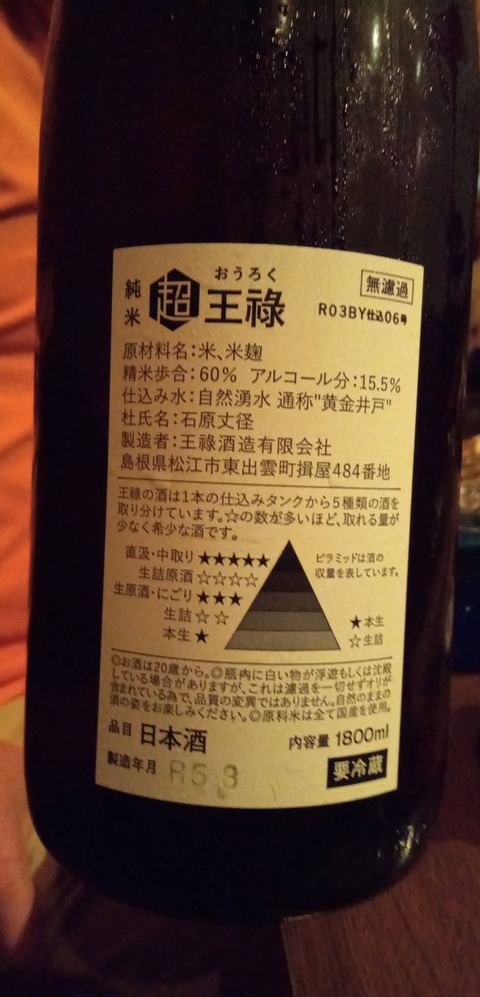 純米
超
おうろく
王祿
無濾過
R03BY仕込06号
原材料名：米、米麹
精米歩合：60% アルコール分：15.5%
仕込み水：自然湧水 通称"黄金井戸"
杜氏名：石原丈径
製造者：王祿酒造有限会社
島根県松江市東出雲町揖屋484番地
王祿の酒は1本の仕込みタンクから5種類の酒を
取り分けています。☆の数が多いほど、取れる量が
少なく希少な酒です。
直汲・中取り ★★★★★
生詰原酒 ☆☆☆☆
生原酒・にごり ★★★
生詰 ☆☆
本生 ★
ピラミッドは酒の
収量を表しています。
★本生
☆生詰
◎お酒は20歳から。◎瓶内に白い物が浮遊もしくは沈殿
している場合がありますが、これは濾過を一切せずオリが
含まれている為で、品質の変異ではありません。自然のままの
酒の姿をお楽しみください。◎原料米は全て国産を使用。
品目 日本酒
内容量 1800ml
製造年月 R5.3
要冷蔵